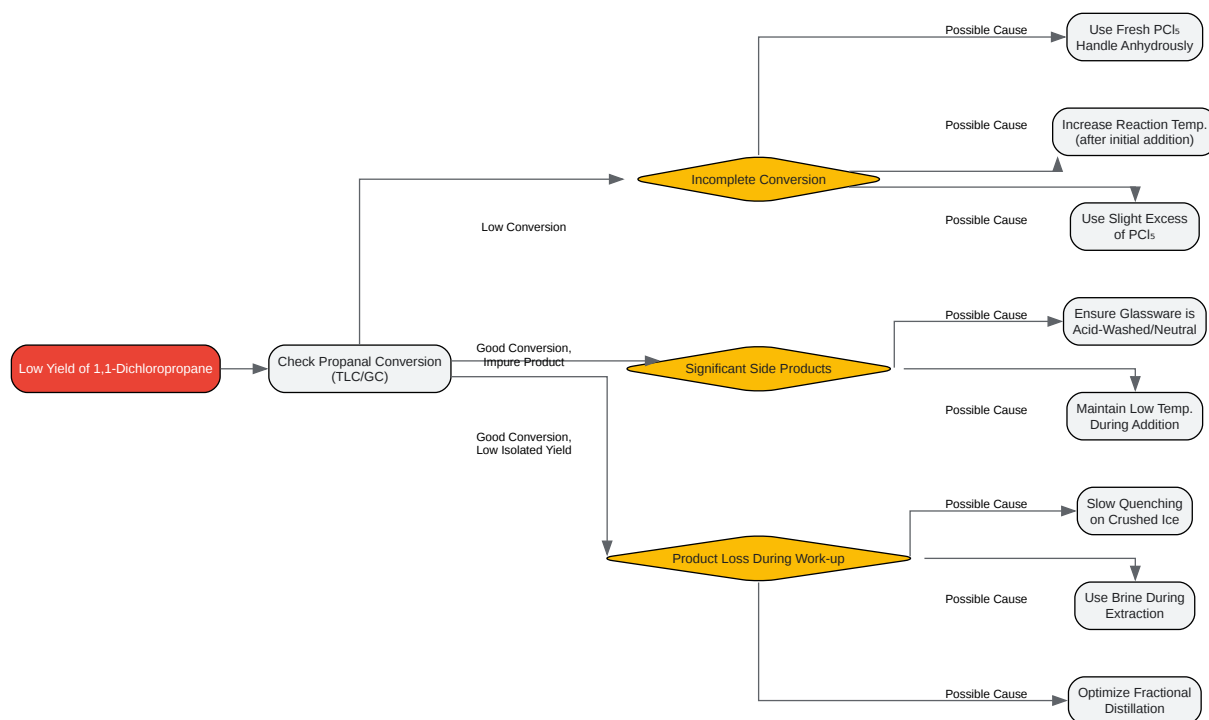 Possible Cause
Use Fresh PCl₅
Handle Anhydrously
Possible Cause
Increase Reaction Temp.
(after initial addition)
Incomplete Conversion
Low Conversion
Possible Cause
Use Slight Excess
of PCl₅
Possible Cause
Ensure Glassware is
Acid-Washed/Neutral
Low Yield of 1,1-Dichloropropane
Check Propanal Conversion
(TLC/GC)
Good Conversion,
Impure Product
Significant Side Products
Possible Cause
Maintain Low Temp.
During Addition
Good Conversion,
Low Isolated Yield
Possible Cause
Slow Quenching
on Crushed Ice
Product Loss During Work-up
Possible Cause
Use Brine During
Extraction
Possible Cause
Optimize Fractional
Distillation